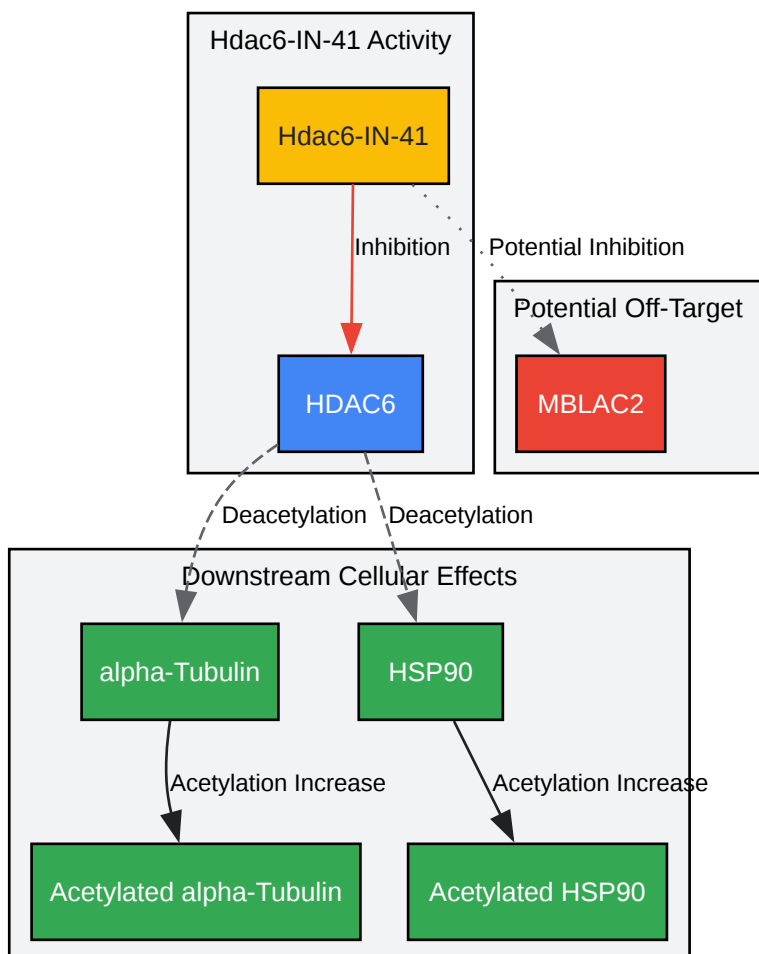 Hdac6-IN-41 Activity
Hdac6-IN-41
Inhibition
Potential Inhibition
Potential Off-Target
HDAC6
MBLAC2
Deacetylation
Deacetylation
Downstream Cellular Effects
alpha-Tubulin
HSP90
Acetylation Increase
Acetylation Increase
Acetylated alpha-Tubulin
Acetylated HSP90